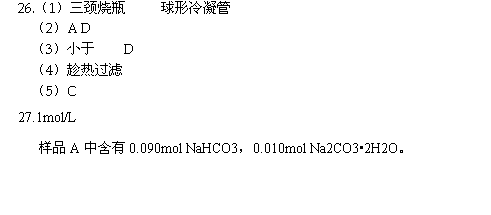 26.（1）三颈烧瓶 球形冷凝管
（2）A D
（3）小于 D
（4）趁热过滤
（5）C
27.1mol/L
样品 A 中含有 0.090mol NaHCO3，0.010mol Na2CO3•2H2O。